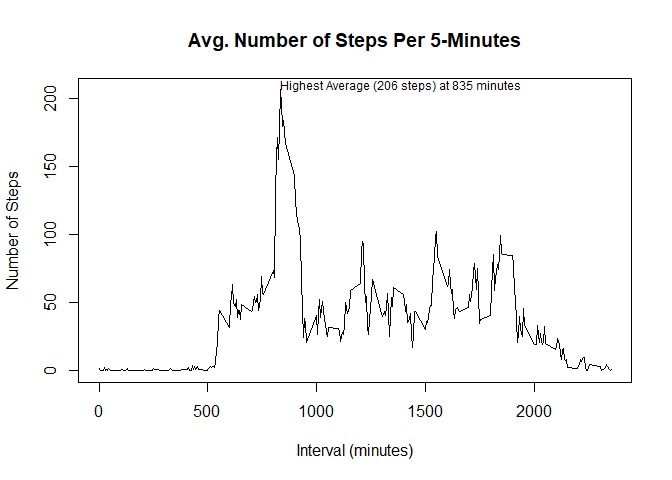 Avg. Number of Steps Per 5-Minutes
Highest Average (206 steps) at 835 minutes
Number of Steps
200
150
100
50
0
0 500 1000 1500 2000
Interval (minutes)